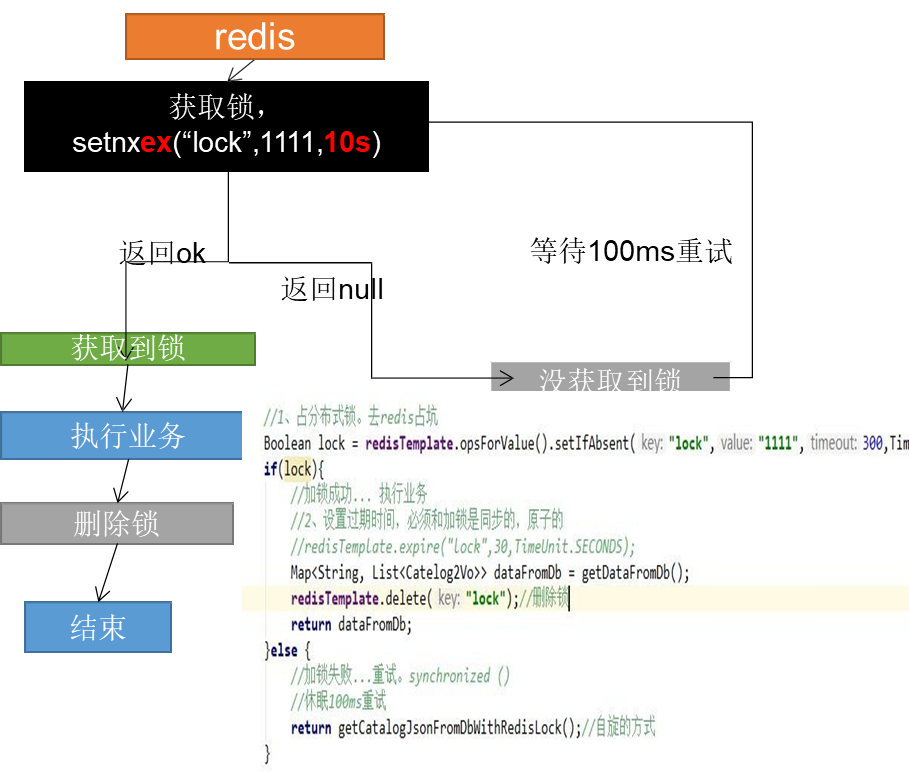 redis
获取锁，
setnxex(“lock”,1111,10s)
返回ok
返回null
等待100ms重试
获取到锁
没获取到锁
执行业务
删除锁
结束
//1、占分布式锁。去redis占坑
Boolean lock = redisTemplate.opsForValue().setIfAbsent( key: "lock", value: "1111", timeout: 300,Tim
if(lock){
//加锁成功... 执行业务
//2、设置过期时间，必须和加锁是同步的，原子的
//redisTemplate.expire("lock",30,TimeUnit.SECONDS);
Map<String, List<Catelog2Vo>> dataFromDb = getDataFromDb();
redisTemplate.delete( key: "lock");//删除锁
return dataFromDb;
}else {
//加锁失败...重试。synchronized ()
//休眠100ms重试
return getCatalogJsonFromDbWithRedisLock();//自旋的方式
}